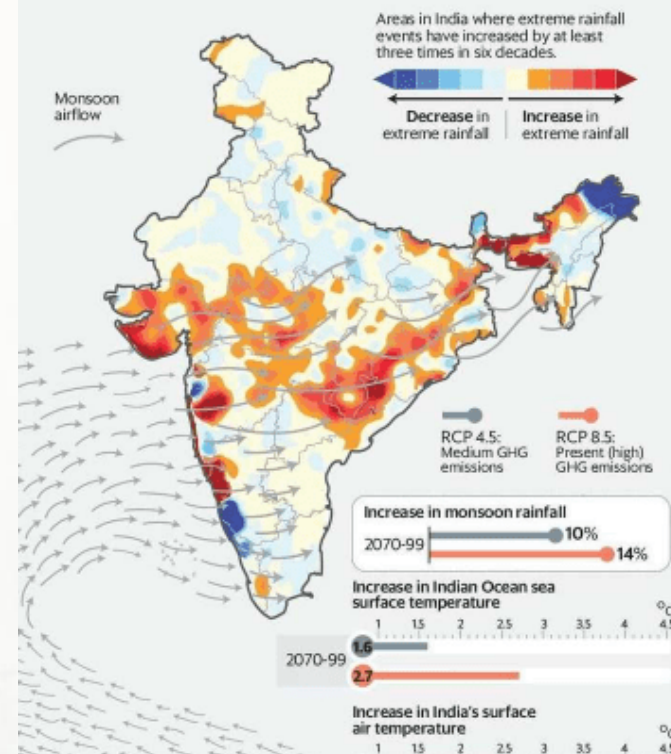 Areas in India where extreme rainfall
events have increased by at least
three times in six decades.
Monsoon
airflow
Decrease in
extreme rainfall
Increase in
extreme rainfall
RCP 4.5:
Medium GHG
emissions
RCP 8.5:
Present (high)
GHG emissions
Increase in monsoon rainfall
2070-99
10%
14%
Increase in Indian Ocean sea
surface temperature
°C
1 1.5 2 2.5 3 3.5 4 4.5
2070-99
1.6
2.7
Increase in India's surface
air temperature
1 1.5 2 2.5 3 3.5 4 4.5